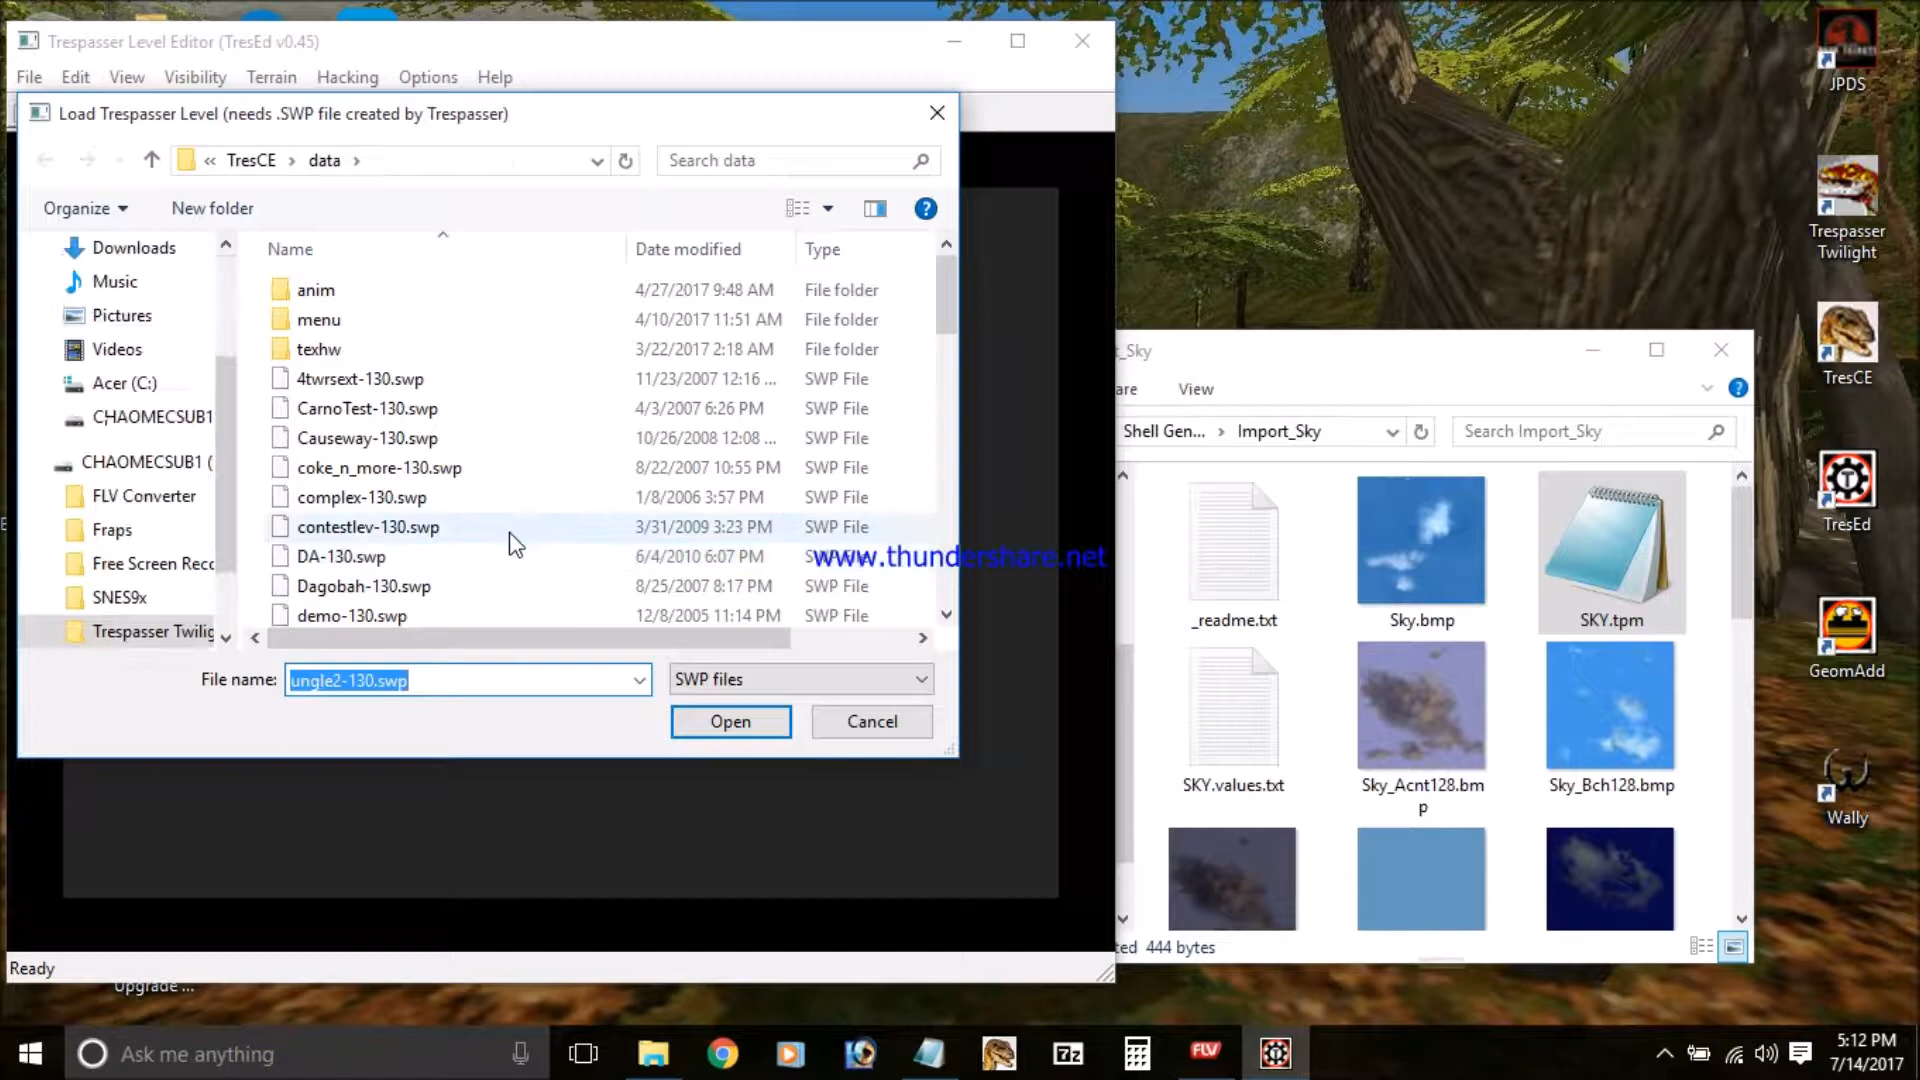 Trespasser Level Editor (TresEd v0.45)
File Edit View Visibility Terrain Hacking Options Help
Load Trespasser Level (needs .SWP file created by Trespasser)
« TresCE > data >
Search data
Organize
New folder
Downloads
Music
Pictures
Videos
Acer (C:)
CHAOMECSUB1
CHAOMECSUB1 (
FLV Converter
Fraps
Free Screen Recc
SNES9x
Trespasser Twilig
Name Date modified Type
anim 4/27/2017 9:48 AM File folder
menu 4/10/2017 11:51 AM File folder
texhw 3/22/2017 2:18 AM File folder
4twrsext-130.swp 11/23/2007 12:16 ... SWP File
CarnoTest-130.swp 4/3/2007 6:26 PM SWP File
Causeway-130.swp 10/26/2008 12:08 ... SWP File
coke_n_more-130.swp 8/22/2007 10:55 PM SWP File
complex-130.swp 1/8/2006 3:57 PM SWP File
contestlev-130.swp 3/31/2009 3:23 PM SWP File
DA-130.swp 6/4/2010 6:07 PM SWP File
Dagobah-130.swp 8/25/2007 8:17 PM SWP File
demo-130.swp 12/8/2005 11:14 PM SWP File
File name: ungle2-130.swp
SWP files
Open
Cancel
Ready
Upgrade ...
www.thundershare.net
t_Sky
are View
Shell Gen... > Import_Sky
Search Import_Sky
_readme.txt
Sky.bmp
SKY.tpm
SKY.values.txt
Sky_Acnt128.bm
p
Sky_Bch128.bmp
ted 444 bytes
JPDS
Trespasser
Twilight
TresCE
TresEd
GeomAdd
Wally
Ask me anything
7z
FLV
5:12 PM
7/14/2017